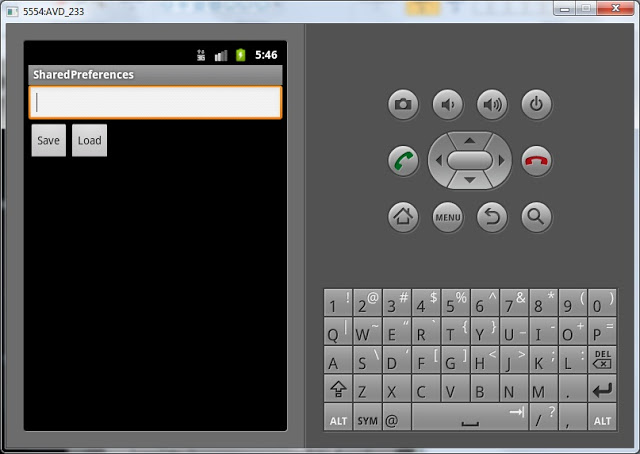 5554:AVD_233
3G 5:46
SharedPreferences
Save Load
MENU
1 ! 2 @ 3 # 4 $ 5 % 6 ^ 7 & 8 * 9 ( 0 )
Q | W ~ E " R ` T { Y } U _ I - O + P =
A S \ D ' F [ G ] H < J > K ; L : DEL
Z X C V B N M .
ALT SYM @ / ? , ALT